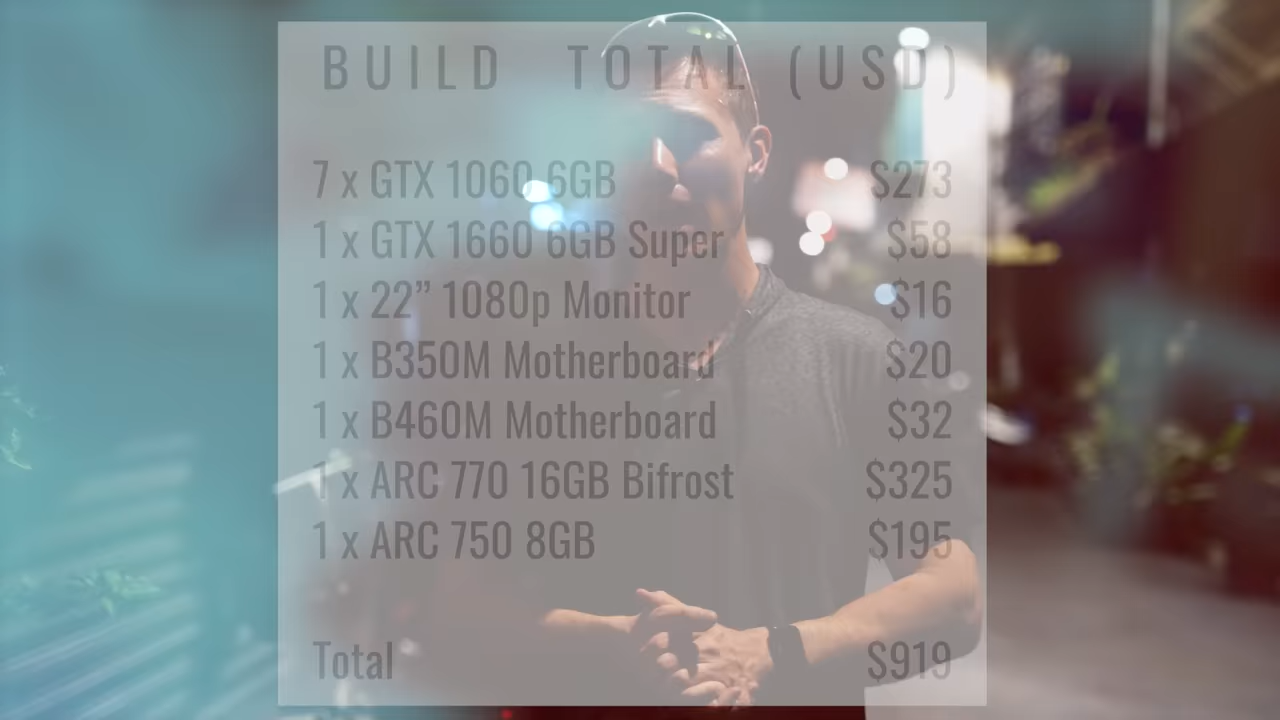 BUILD TOTAL (USD)
7 x GTX 1060 6GB $273
1 x GTX 1660 6GB Super $58
1 x 22” 1080p Monitor $16
1 x B350M Motherboard $20
1 x B460M Motherboard $32
1 x ARC 770 16GB Bifrost $325
1 x ARC 750 8GB $195
Total $919